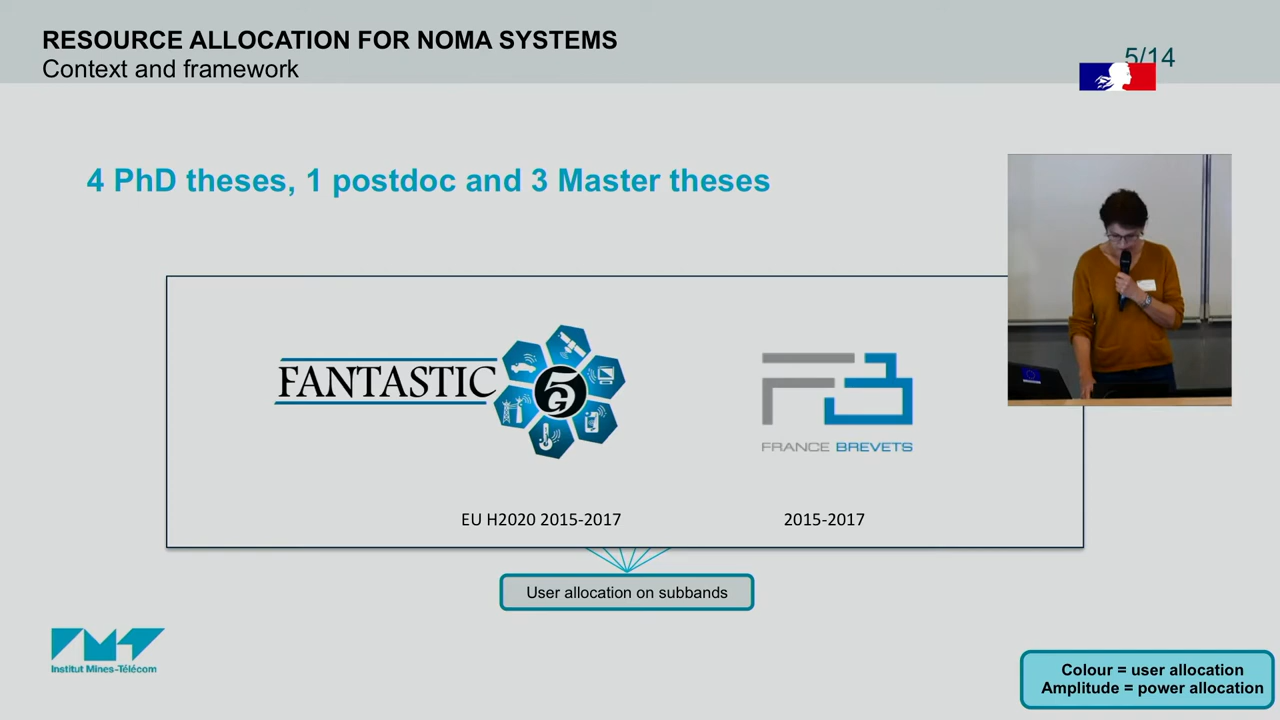 RESOURCE ALLOCATION FOR NOMA SYSTEMS
Context and framework
5/14
4 PhD theses, 1 postdoc and 3 Master theses
FANTASTIC 5G
F3
FRANCE BREVETS
EU H2020 2015-2017
2015-2017
User allocation on subbands
IMT
Institut Mines-Télécom
Colour = user allocation
Amplitude = power allocation